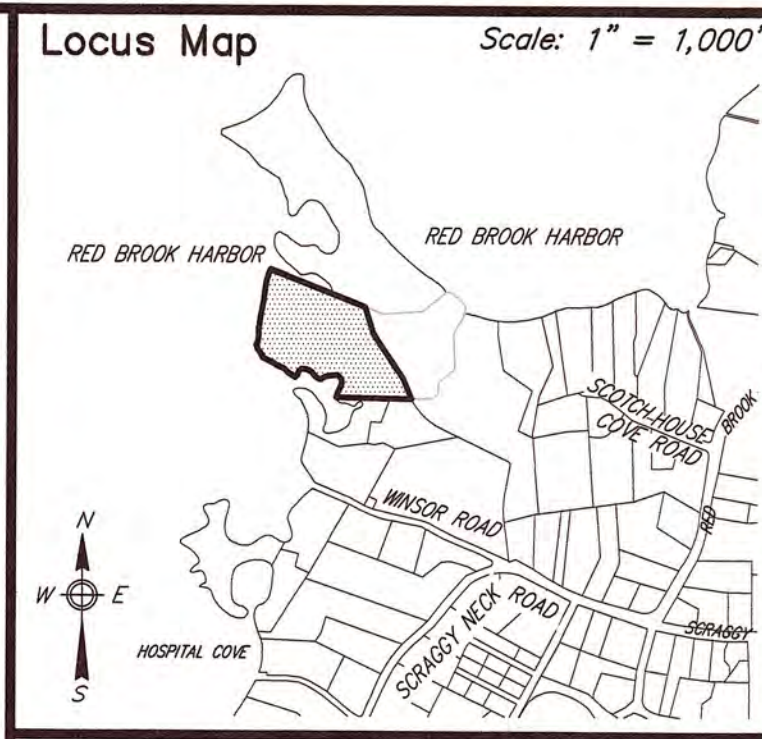 Locus Map
Scale: 1" = 1,000'
RED BROOK HARBOR
RED BROOK HARBOR
SCOTCH HOUSE
COVE ROAD
RED BROOK
WINSOR ROAD
SCRAGGY NECK ROAD
SCRAGGY
HOSPITAL COVE
N
W E
S